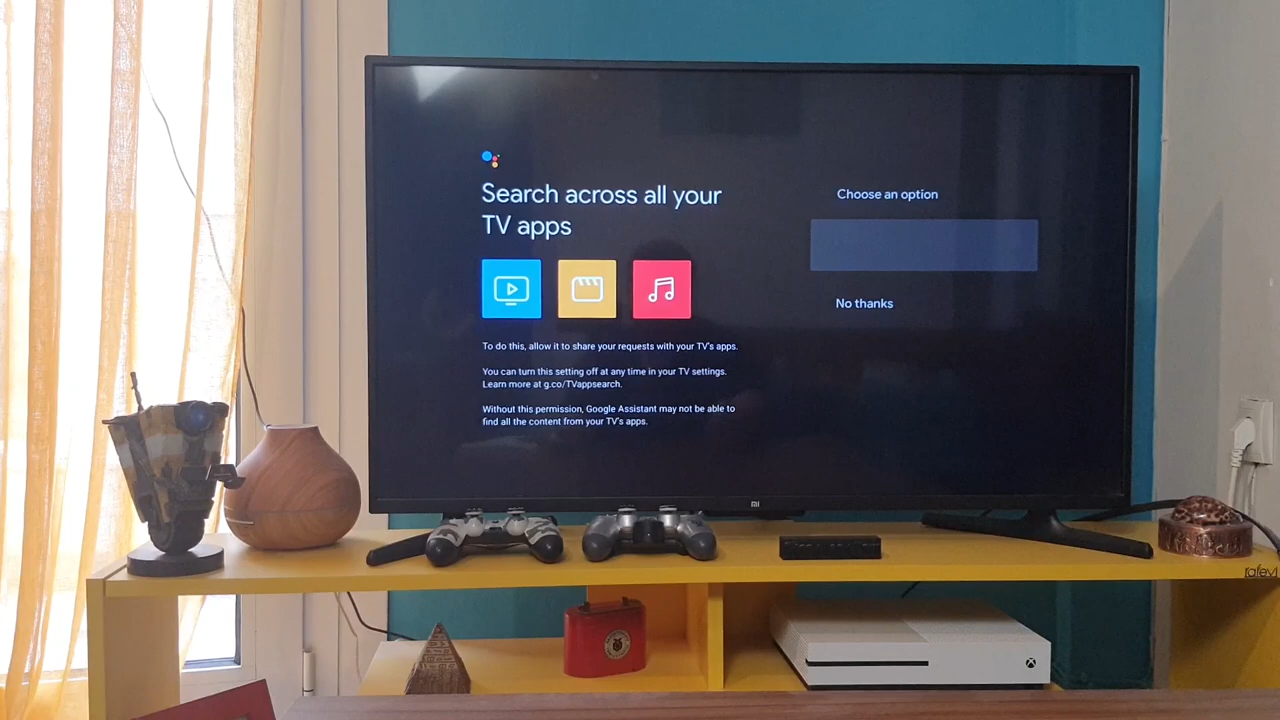 Search across all your
TV apps
To do this, allow it to share your requests with your TV's apps.
You can turn this setting off at any time in your TV settings.
Learn more at g.co/TVappsearch.
Without this permission, Google Assistant may not be able to
find all the content from your TV's apps.
Choose an option
No thanks
mi